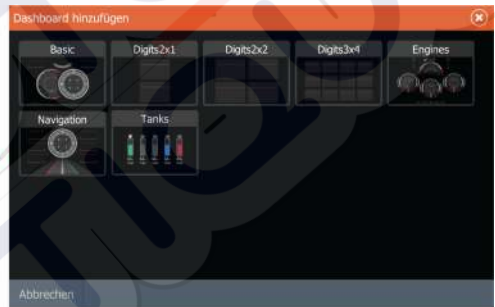 Dashboard hinzufügen
Basic Digits2x1 Digits2x2 Digits3x4 Engines
Navigation Tanks
Abbrechen